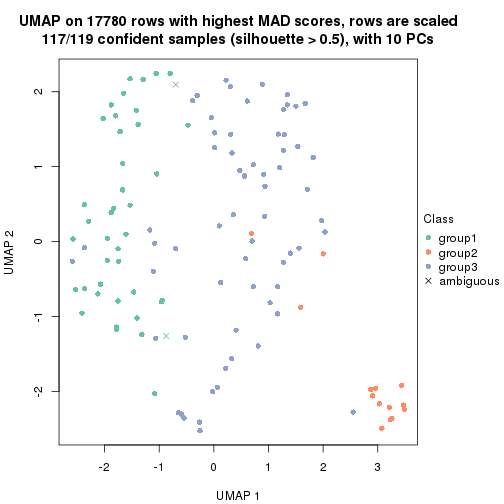 UMAP on 17780 rows with highest MAD scores, rows are scaled
117/119 confident samples (silhouette > 0.5), with 10 PCs
2
1
0
-1
-2
UMAP 2
-2
-1
0
1
2
3
UMAP 1
Class
group1
group2
group3
ambiguous